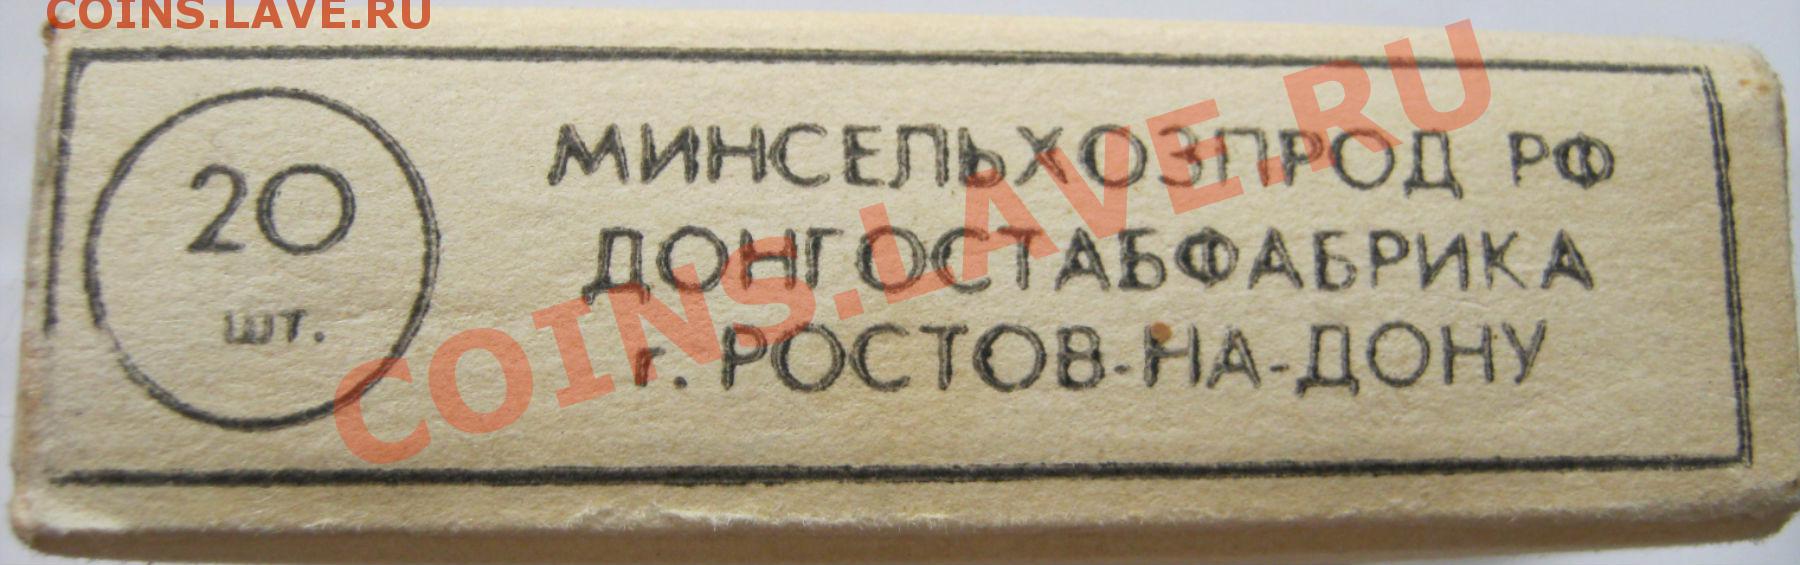 COINS.LAVE.RU
20
шт.
МИНСЕЛЬХОЗПРОД РФ
ДОНГОСТАБФАБРИКА
г. РОСТОВ-НА-ДОНУ
COINS.LAVE.RU